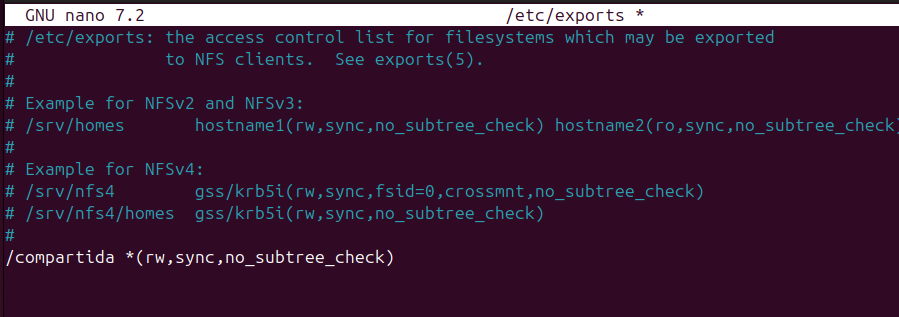 GNU nano 7.2 /etc/exports *
# /etc/exports: the access control list for filesystems which may be exported
# to NFS clients. See exports(5).
#
# Example for NFSv2 and NFSv3:
# /srv/homes hostname1(rw,sync,no_subtree_check) hostname2(ro,sync,no_subtree_check)
#
# Example for NFSv4:
# /srv/nfs4 gss/krb5i(rw,sync,fsid=0,crossmnt,no_subtree_check)
# /srv/nfs4/homes gss/krb5i(rw,sync,no_subtree_check)
#
/compartida *(rw,sync,no_subtree_check)